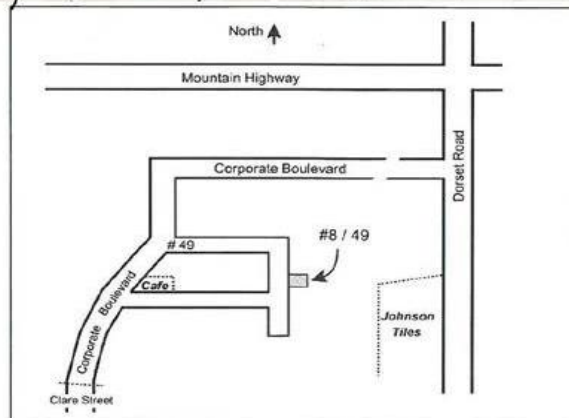 North
Mountain Highway
Corporate Boulevard
Dorset Road
# 49
#8 / 49
Cafe
Corporate Boulevard
Johnson
Tiles
Clare Street